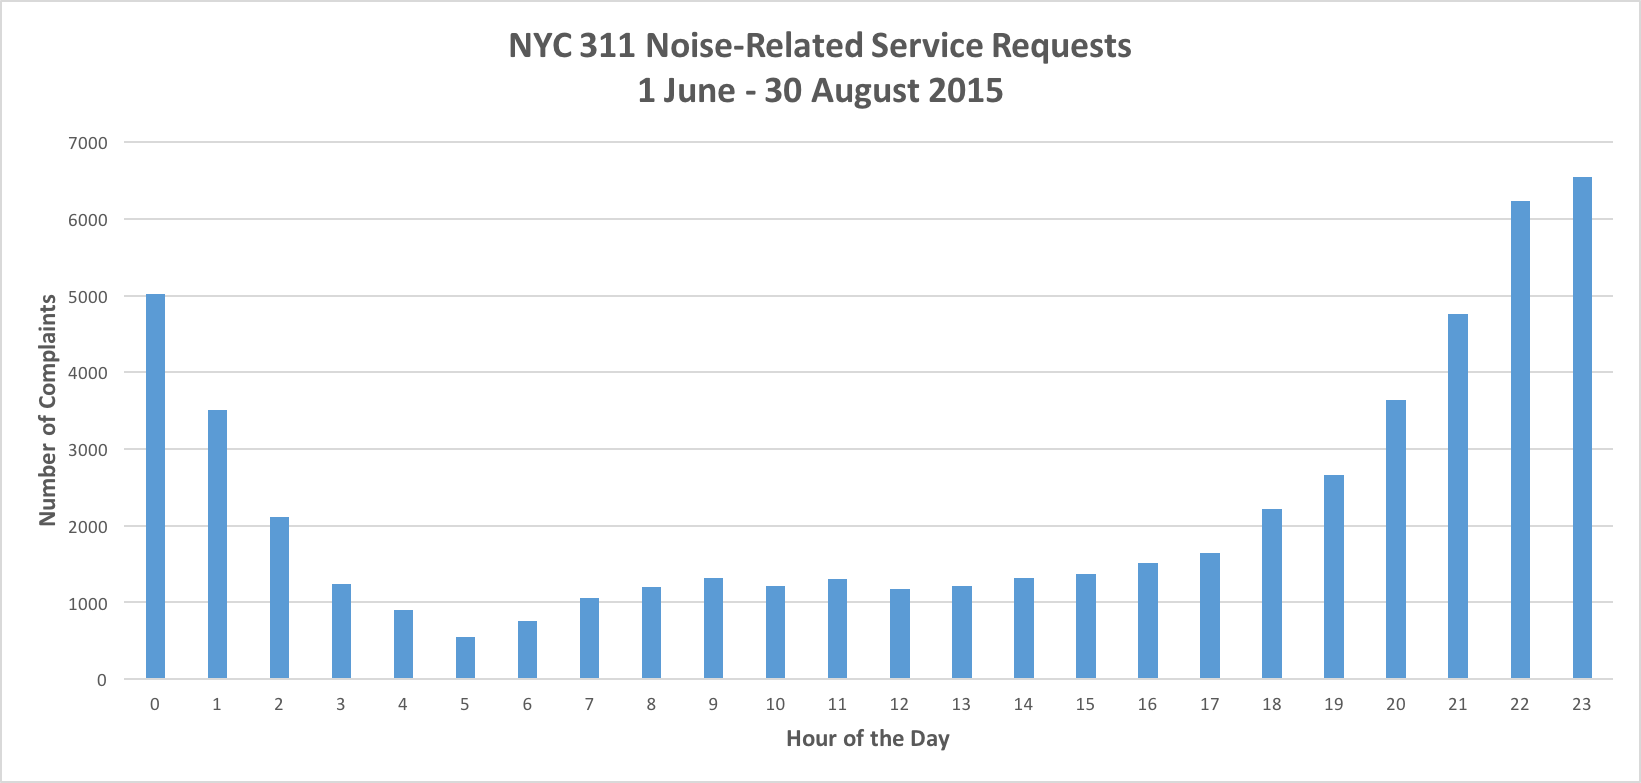 NYC 311 Noise-Related Service Requests
1 June - 30 August 2015
7000
6000
5000
4000
3000
2000
1000
0
Number of Complaints
0 1 2 3 4 5 6 7 8 9 10 11 12 13 14 15 16 17 18 19 20 21 22 23
Hour of the Day